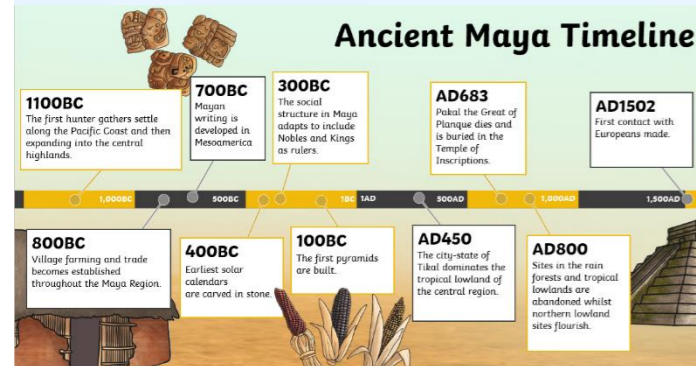 Ancient Maya Timeline
1100BC
The first hunter gathers settle
along the Pacific Coast and then
expanding into the central
highlands.
700BC
Mayan
writing is
developed in
Mesoamerica
300BC
The social
structure in Maya
adapts to include
Nobles and Kings
as rulers.
AD683
Pakal the Great of
Planque dies and
is buried in the
Temple of
Inscriptions.
AD1502
First contact with
Europeans made.
1,000BC
500BC
1BC
1AD
500AD
1,000AD
1,500AD
800BC
Village farming and trade
becomes established
throughout the Maya Region.
400BC
Earliest solar
calendars
are carved in stone.
100BC
The first pyramids
are built.
AD450
The city-state of
Tikal dominates the
tropical lowland of
the central region.
AD800
Sites in the rain
forests and tropical
lowlands are
abandoned whilst
northern lowland
sites flourish.